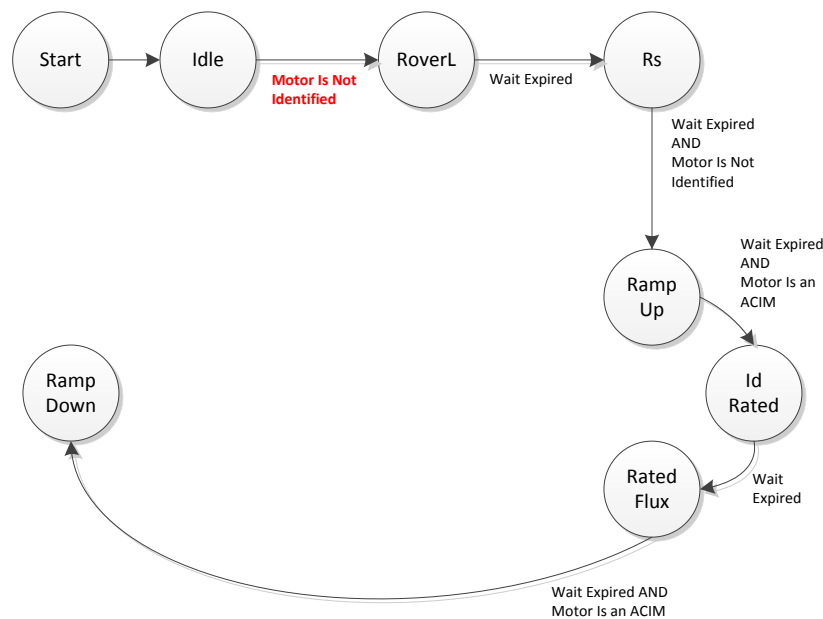 Start
Idle
Motor Is Not
Identified
RoverL
Wait Expired
Rs
Wait Expired
AND
Motor Is Not
Identified
Ramp
Up
Wait Expired
AND
Motor Is an
ACIM
Id
Rated
Wait
Expired
Rated
Flux
Wait Expired AND
Motor Is an ACIM
Ramp
Down